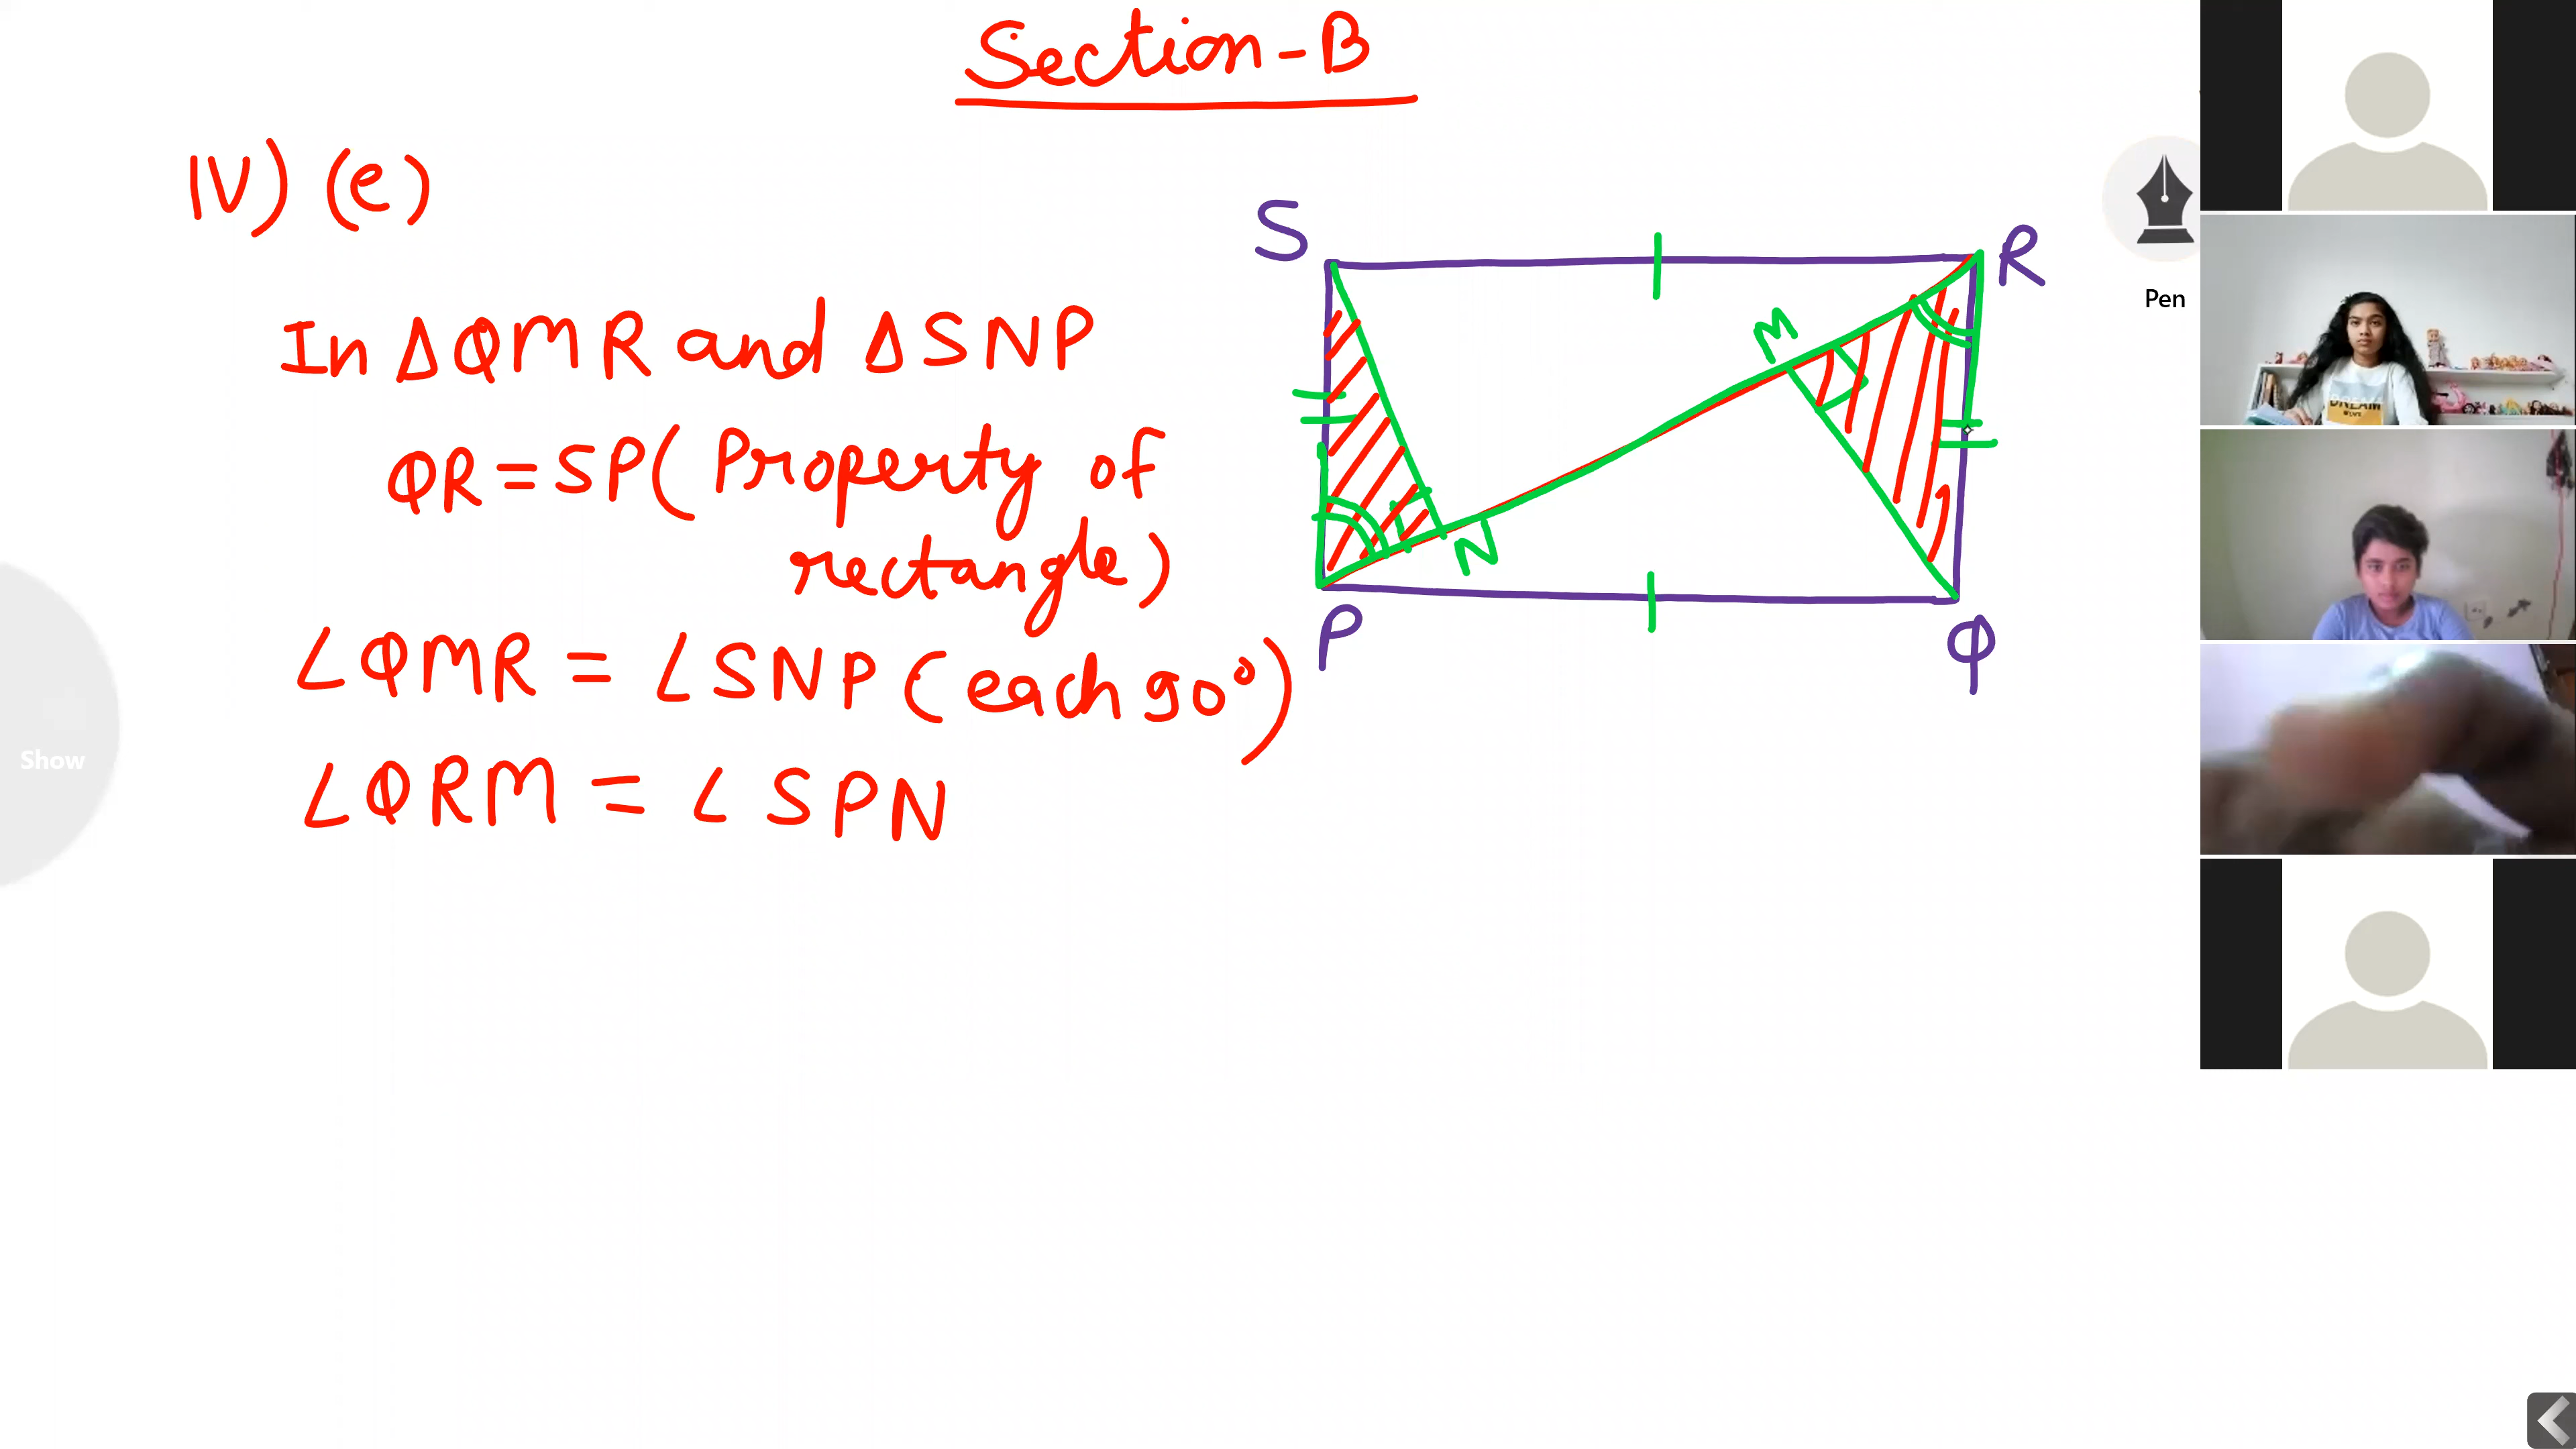 Section-B
IV) (e)
In ΔQMR and ΔSNP
QR = SP (Property of
rectangle)
∠QMR = ∠SNP (each 90°)
∠QRM = ∠SPN
S
R
M
N
P
Q
Pen
Show
DREAM